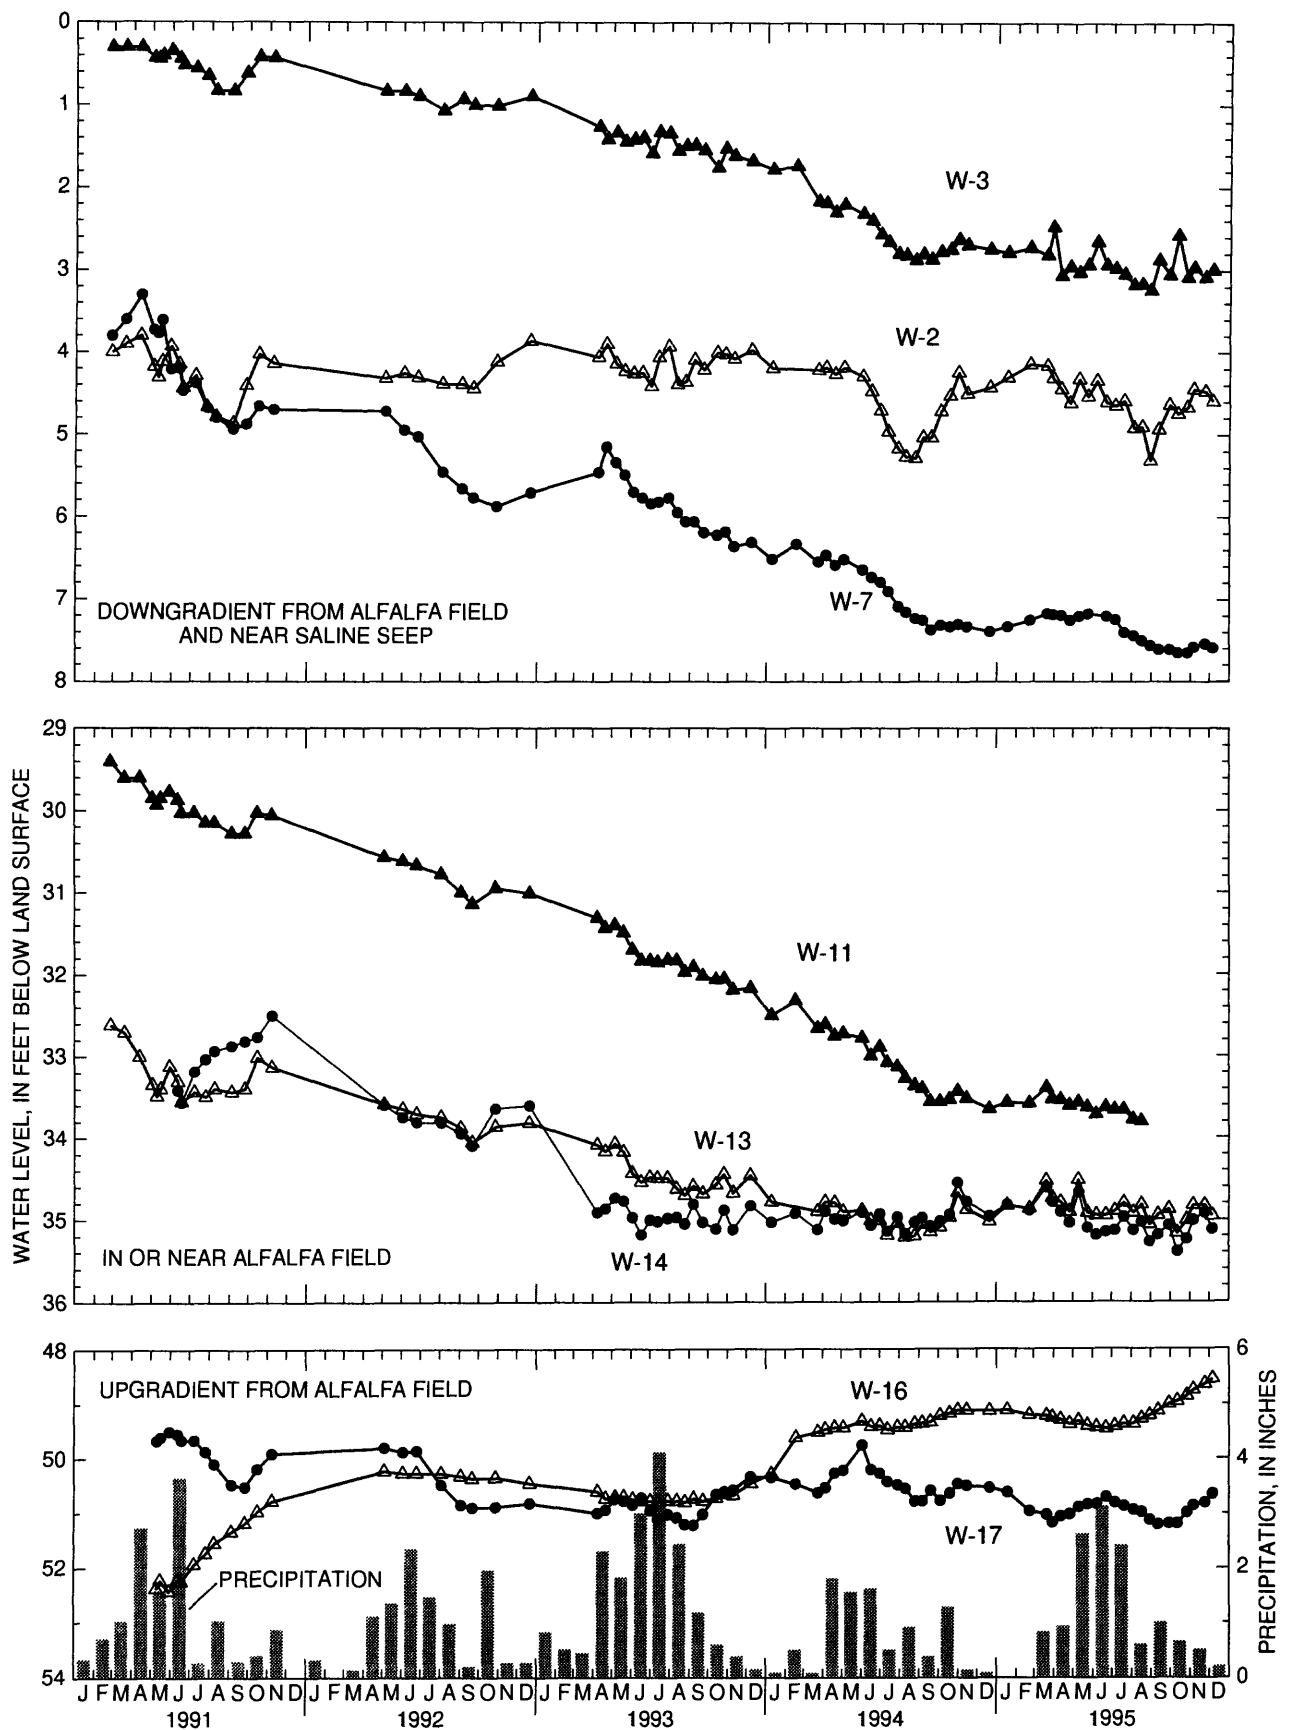 0
1
2
3
4
5
6
7
8
W-3
W-2
W-7
DOWNGRADIENT FROM ALFALFA FIELD
AND NEAR SALINE SEEP
WATER LEVEL, IN FEET BELOW LAND SURFACE
29
30
31
32
33
34
35
36
W-11
W-13
W-14
IN OR NEAR ALFALFA FIELD
48
50
52
54
UPGRADIENT FROM ALFALFA FIELD
W-16
W-17
PRECIPITATION
6
4
2
0
PRECIPITATION, IN INCHES
J F M A M J J A S O N D J F M A M J J A S O N D J F M A M J J A S O N D J F M A M J J A S O N D J F M A M J J A S O N D
1991 1992 1993 1994 1995